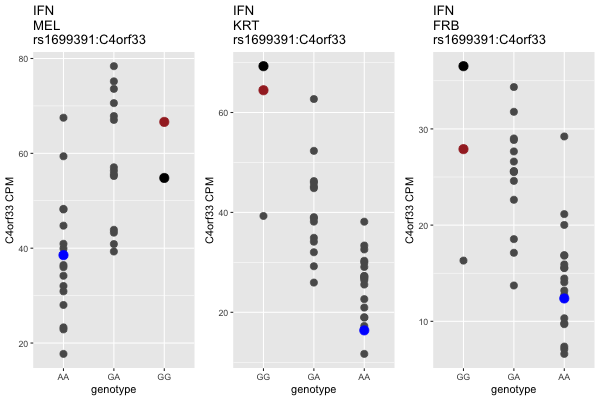 IFN
MEL
rs1699391:C4orf33
80
60
40
20
C4orf33 CPM
AA GA GG
genotype
IFN
KRT
rs1699391:C4orf33
60
40
20
C4orf33 CPM
GG GA AA
genotype
IFN
FRB
rs1699391:C4orf33
30
20
10
C4orf33 CPM
GG GA AA
genotype